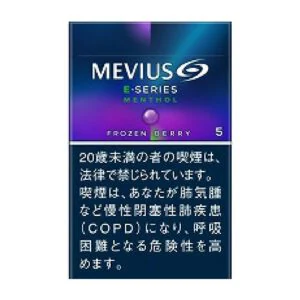 MEVIUS
E-SERIES
MENTHOL
FROZEN BERRY 5
20歳未満の者の喫煙は、
法律で禁じられています。
喫煙は、あなたが肺気腫
など慢性閉塞性肺疾患
(COPD)になり、呼吸
困難となる危険性を高
めます。